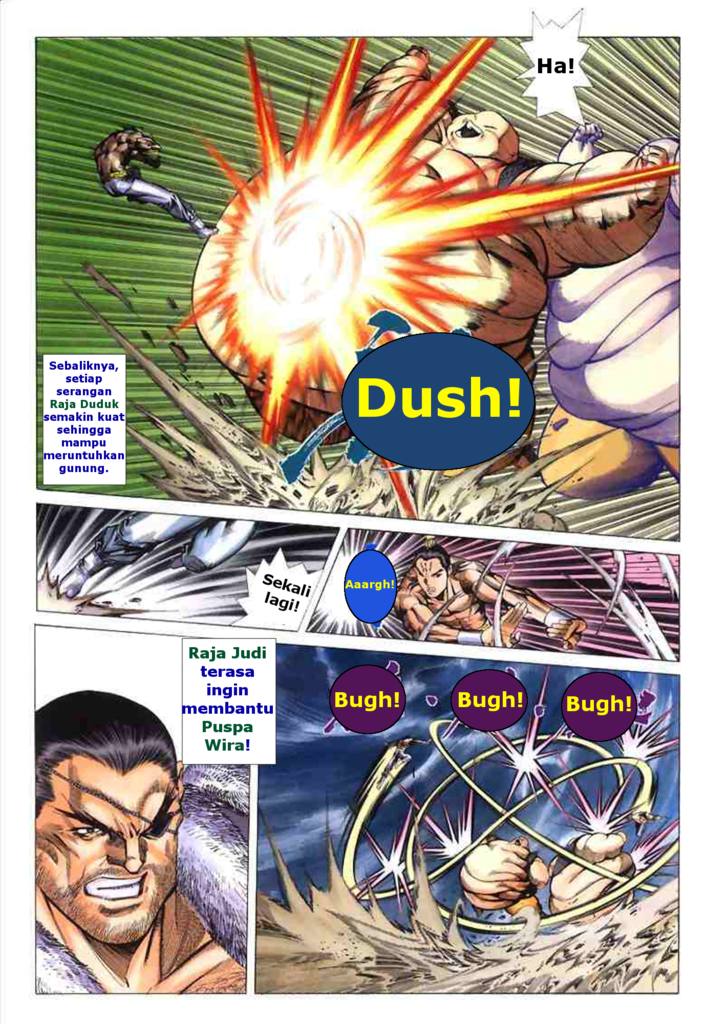 Ha!
Sebaliknya,
setiap
serangan
Raja Duduk
semakin kuat
sehingga
mampu
meruntuhkan
gunung.
Dush!
Sekali
lagi!
Aaargh!
Raja Judi
terasa
ingin
membantu
Puspa
Wira!
Bugh!
Bugh!
Bugh!